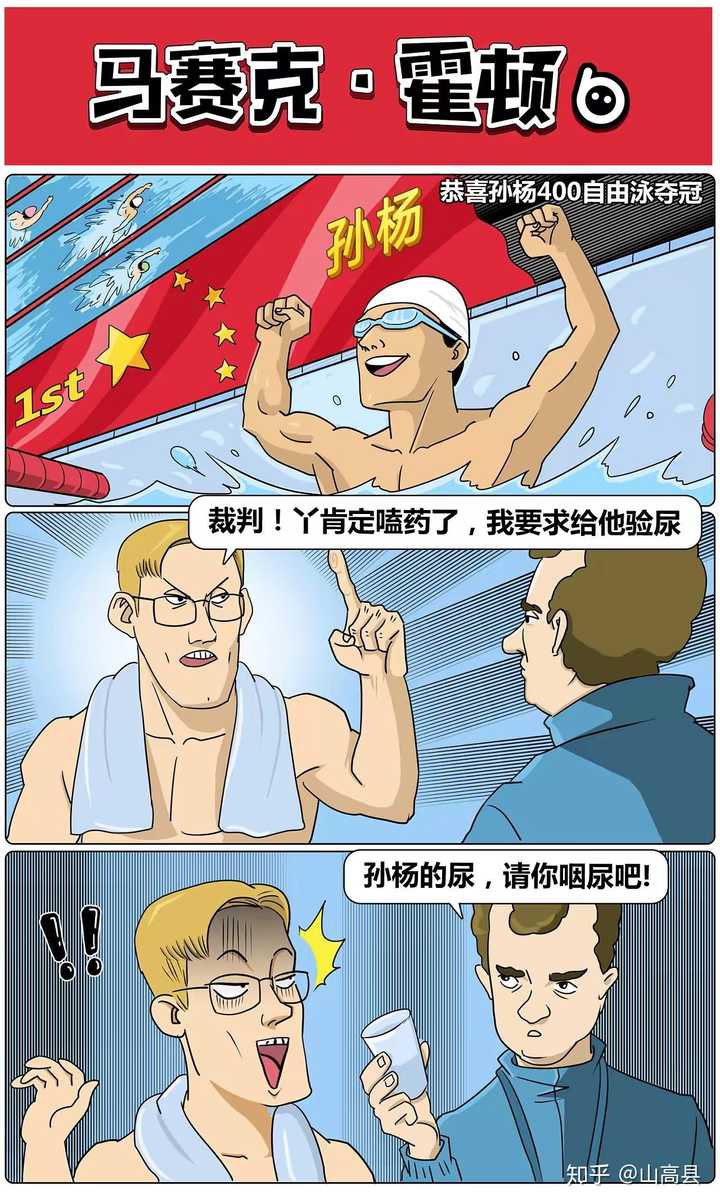 马赛克·霍顿
恭喜孙杨400自由泳夺冠
孙杨
1st
裁判！丫肯定嗑药了，我要求给他验尿
孙杨的尿，请你咽尿吧!
!!
知乎 @山高县